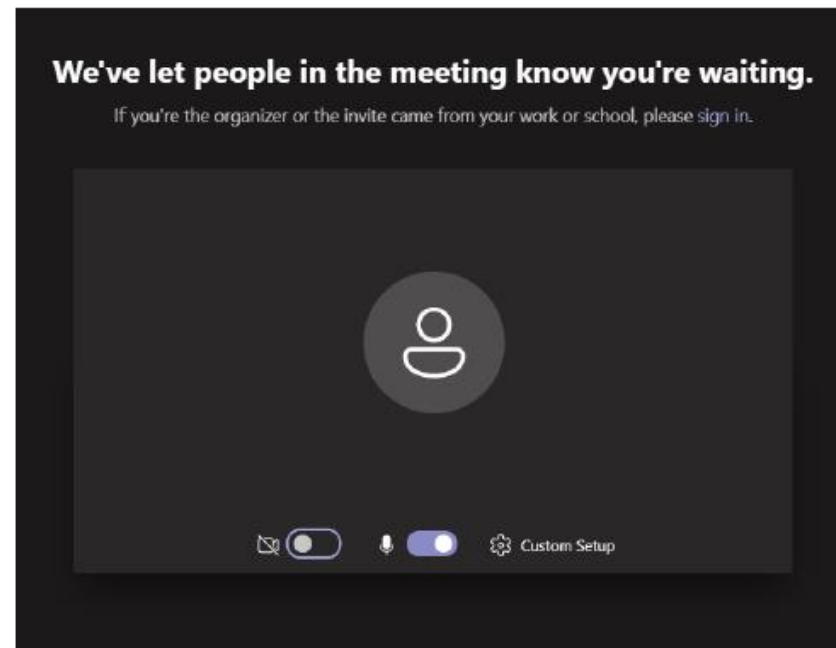 We've let people in the meeting know you're waiting.
If you're the organizer or the invite came from your work or school, please sign in.
Custom Setup